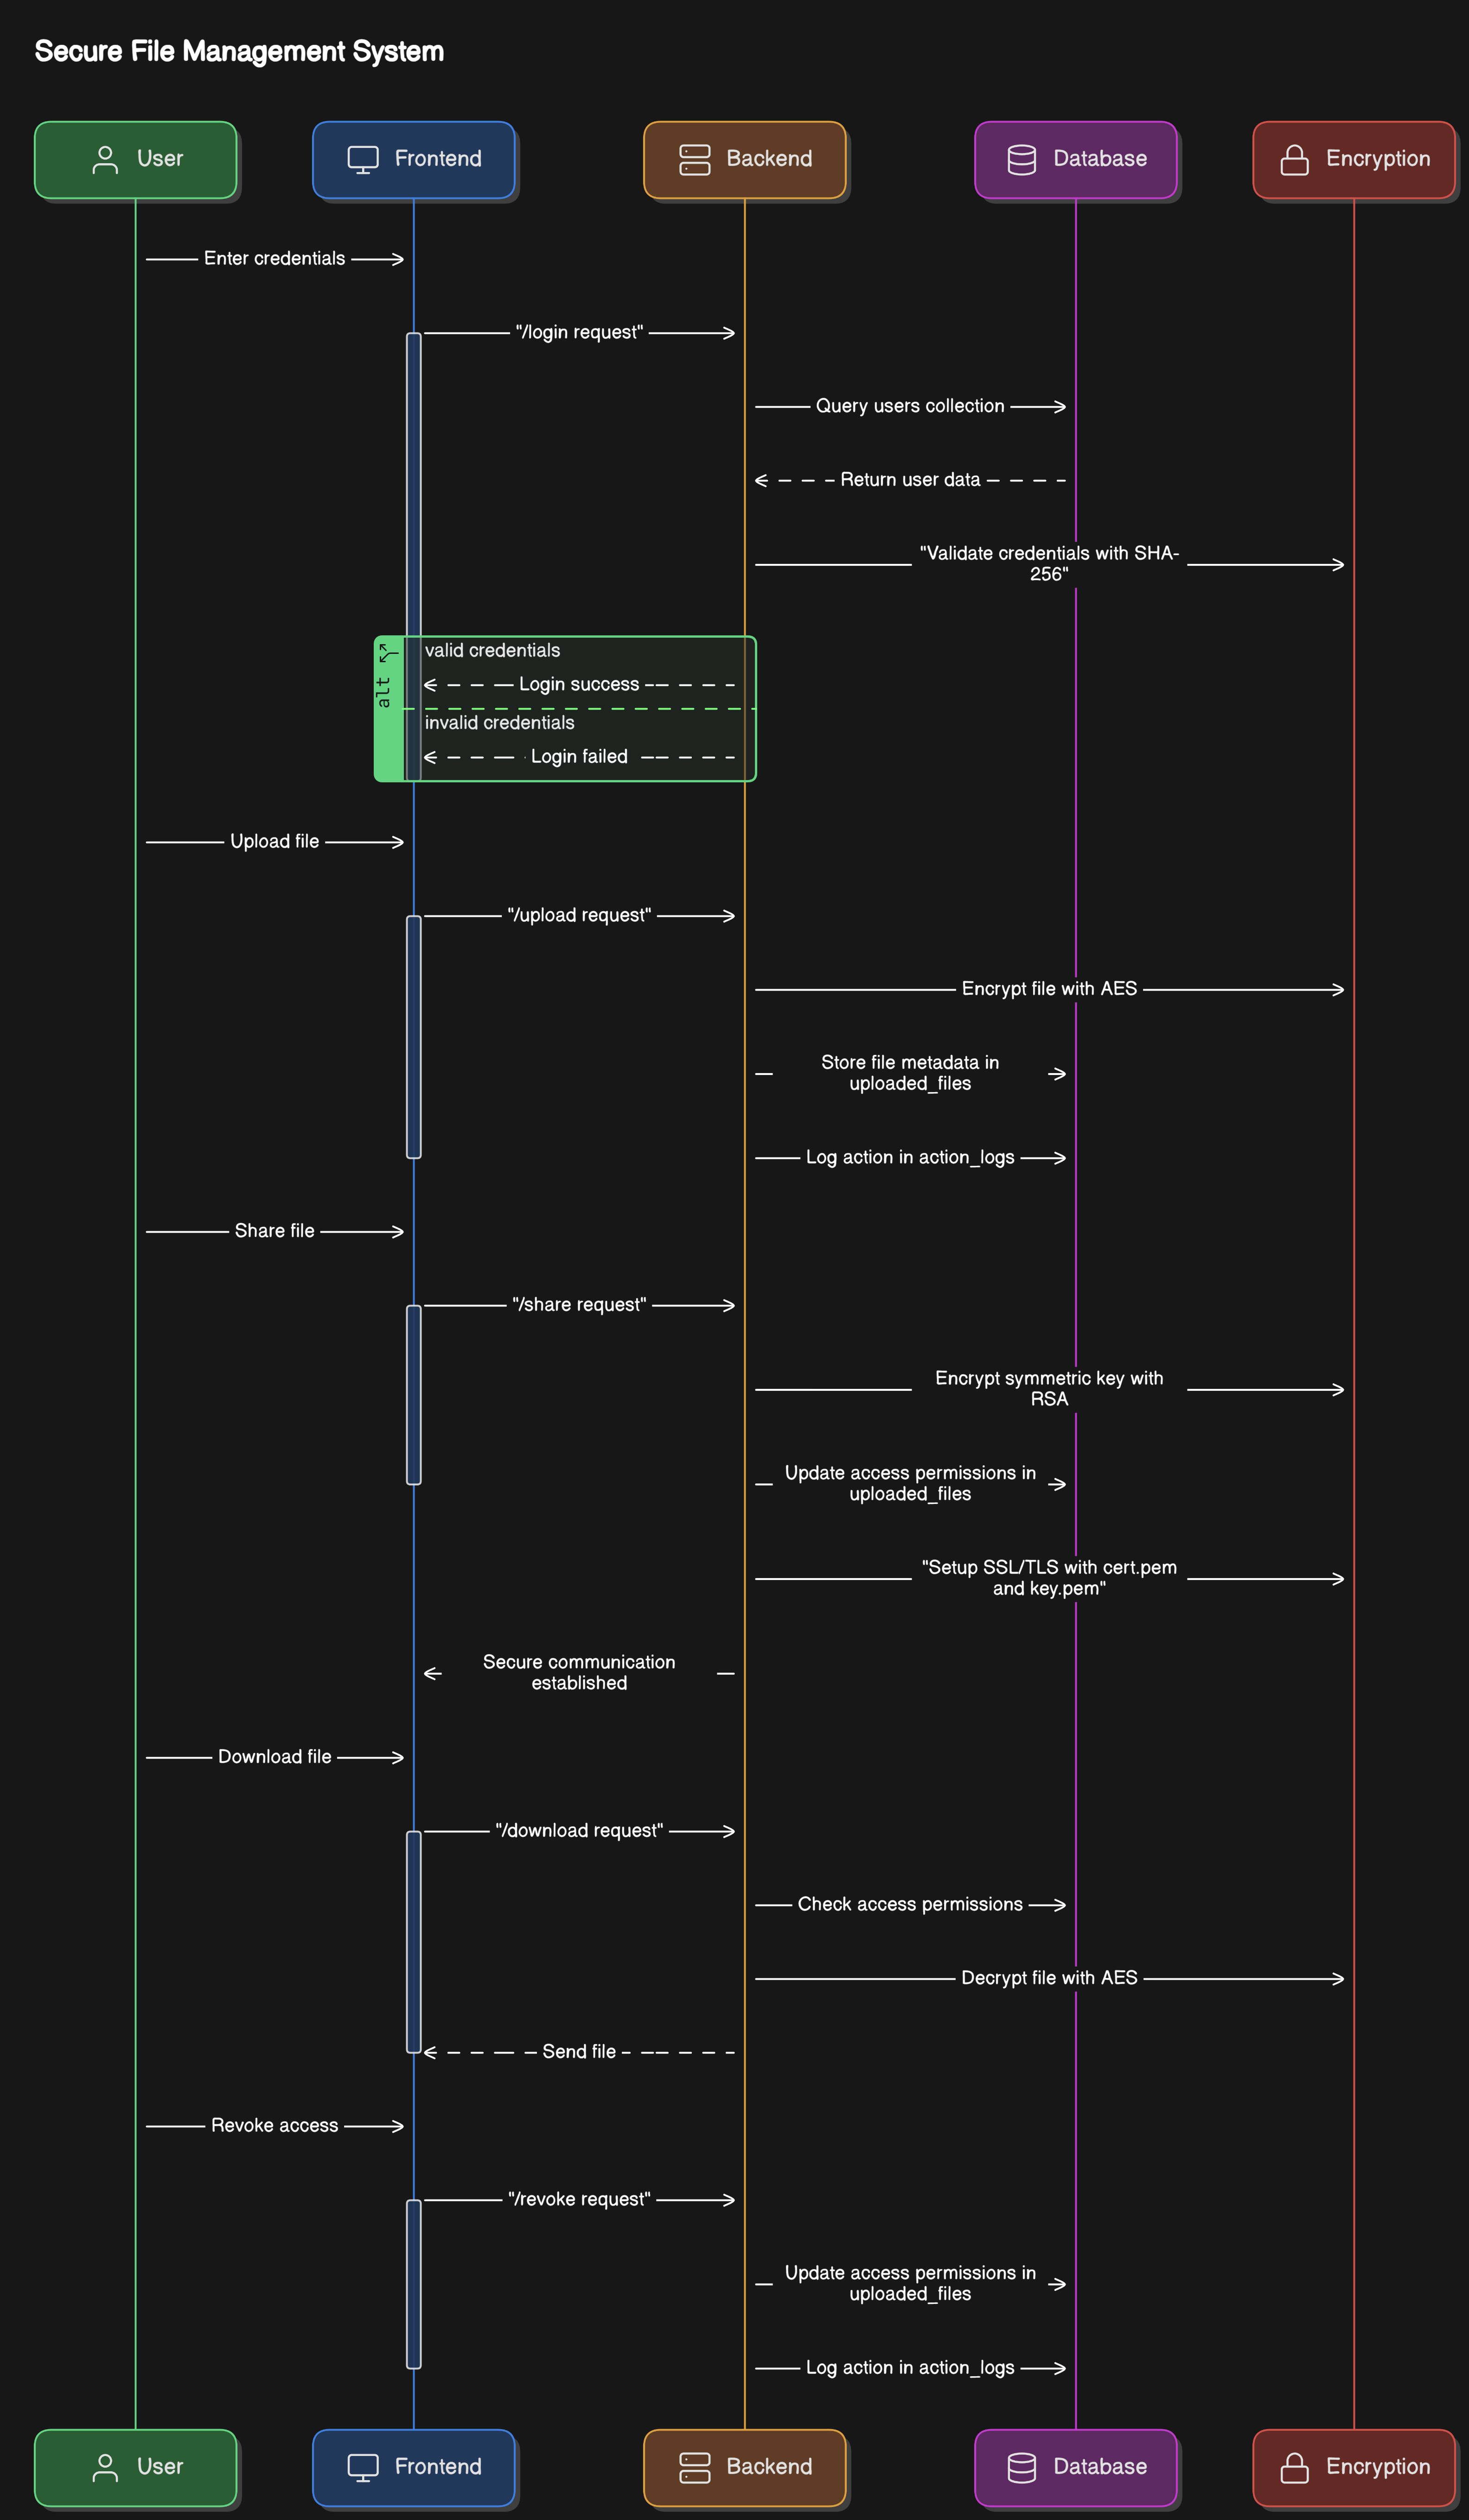 Secure File Management System
User
Frontend
Backend
Database
Encryption
Enter credentials
"/login request"
Query users collection
Return user data
"Validate credentials with SHA-
256"
alt
valid credentials
Login success
invalid credentials
Login failed
Upload file
"/upload request"
Encrypt file with AES
Store file metadata in
uploaded_files
Log action in action_logs
Share file
"/share request"
Encrypt symmetric key with
RSA
Update access permissions in
uploaded_files
"Setup SSL/TLS with cert.pem
and key.pem"
Secure communication
established
Download file
"/download request"
Check access permissions
Decrypt file with AES
Send file
Revoke access
"/revoke request"
Update access permissions in
uploaded_files
Log action in action_logs
User
Frontend
Backend
Database
Encryption